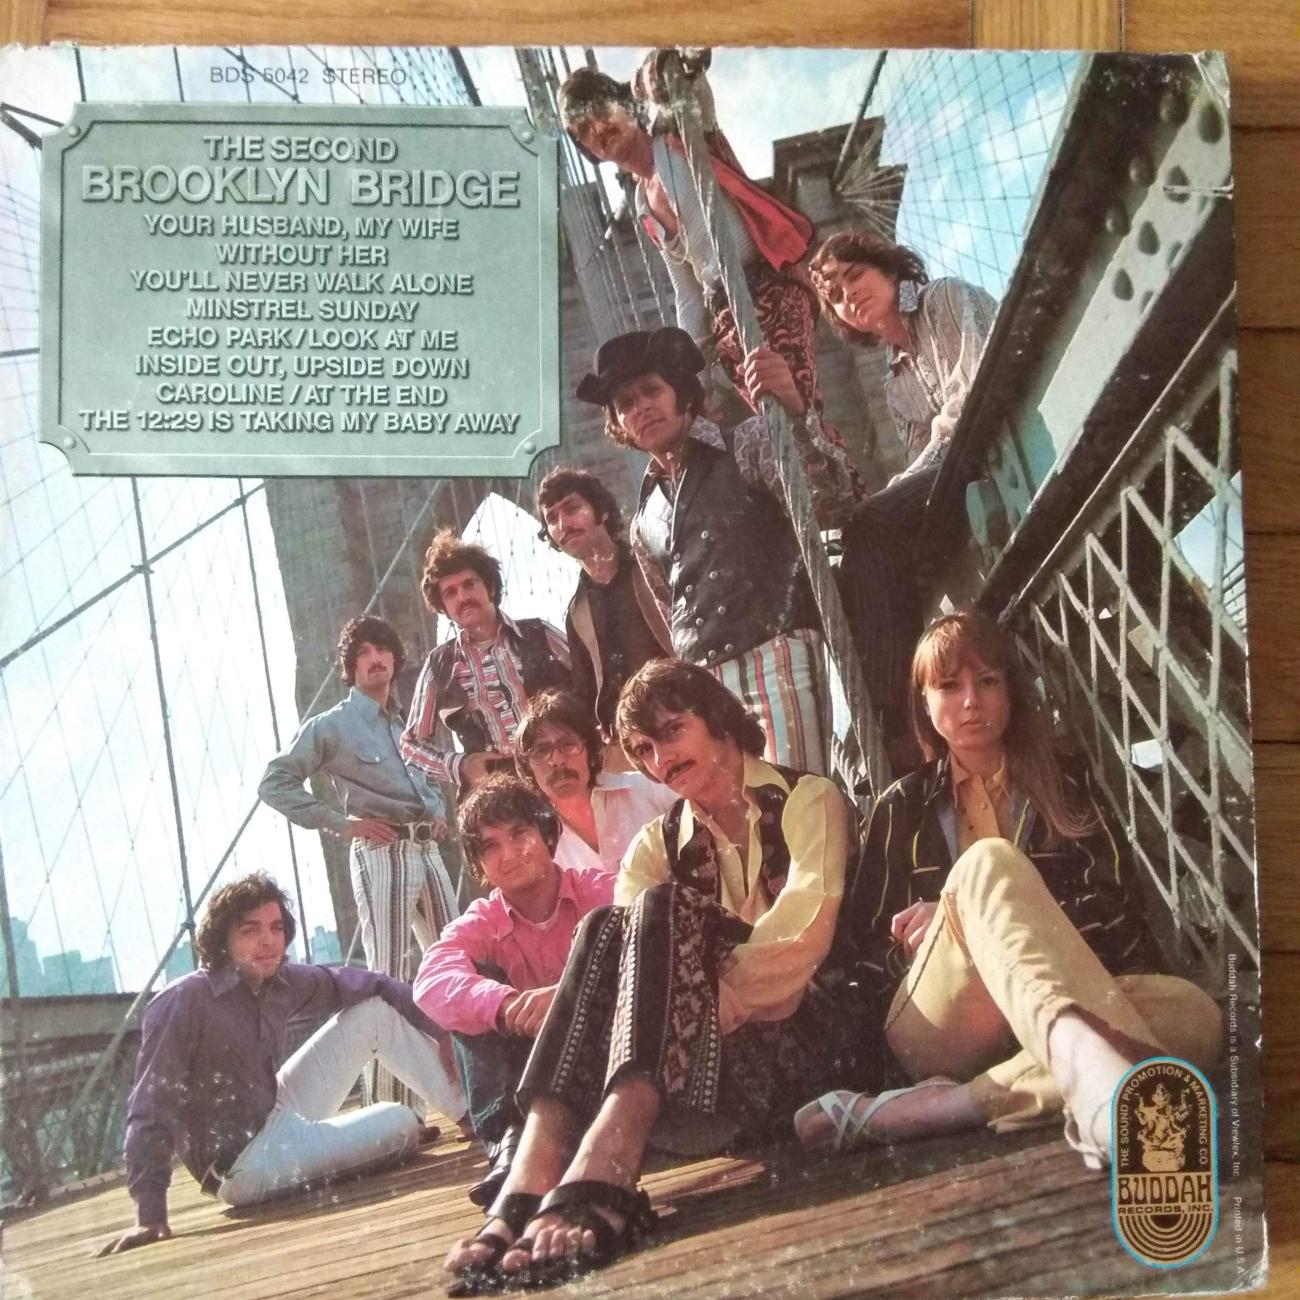 BDS 5042 STEREO
THE SECOND
BROOKLYN BRIDGE
YOUR HUSBAND, MY WIFE
WITHOUT HER
YOU'LL NEVER WALK ALONE
MINSTREL SUNDAY
ECHO PARK/LOOK AT ME
INSIDE OUT, UPSIDE DOWN
CAROLINE/AT THE END
THE 12:29 IS TAKING MY BABY AWAY
Buddah Records is a Subsidiary of Viewlex, Inc Printed in U S A
THE SOUND PROMOTION & MARKETING CO
BUDDAH
RECORDS, INC.